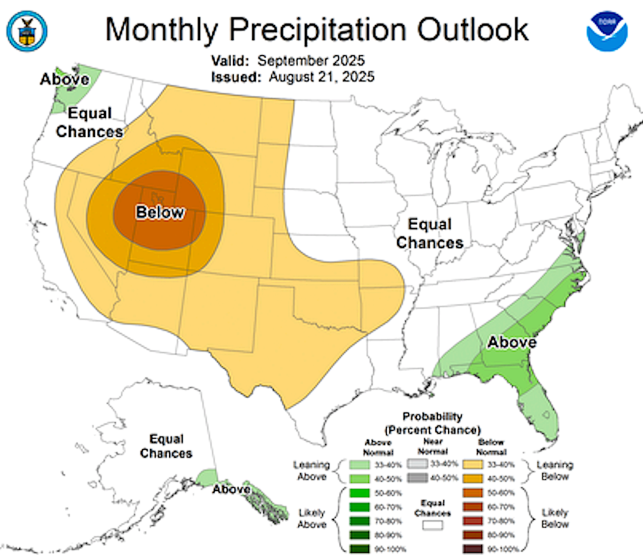 Monthly Precipitation Outlook
Valid: September 2025
Issued: August 21, 2025
NOAA
Above
Equal
Chances
Below
Equal
Chances
Above
Equal
Chances
Above
Probability
(Percent Chance)
Above
Normal
Near
Normal
Below
Normal
Leaning
Above
33-40%
33-40%
33-40%
Leaning
Below
40-50%
40-50%
40-50%
Likely
Above
50-60%
60-70%
70-80%
80-90%
90-100%
Equal
Chances
50-60%
60-70%
70-80%
80-90%
90-100%
Likely
Below